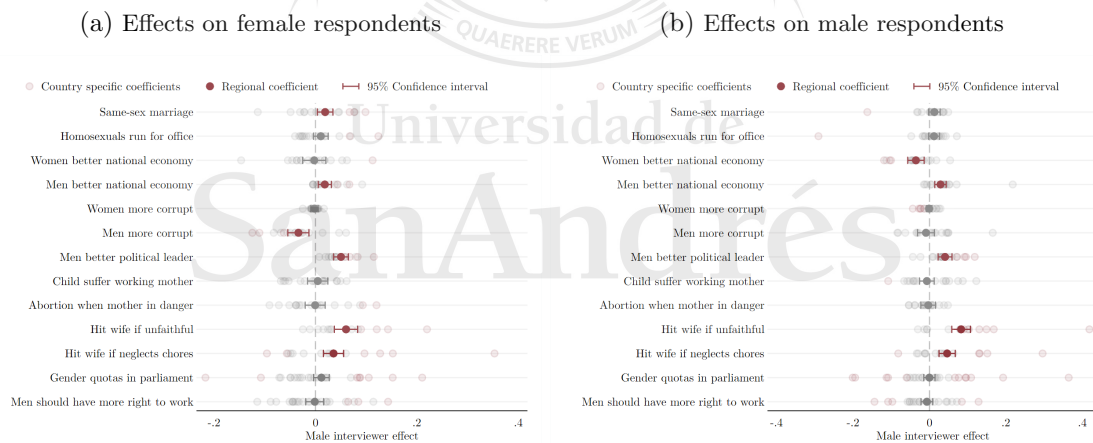 (a) Effects on female respondents
(b) Effects on male respondents
QUAERERE VERUM
Universidad de
SanAndrés
Country specific coefficients Regional coefficient 95% Confidence interval
Same-sex marriage
Homosexuals run for office
Women better national economy
Men better national economy
Women more corrupt
Men more corrupt
Men better political leader
Child suffer working mother
Abortion when mother in danger
Hit wife if unfaithful
Hit wife if neglects chores
Gender quotas in parliament
Men should have more right to work
-.2 0 .2 .4
Male interviewer effect
Country specific coefficients Regional coefficient 95% Confidence interval
Same-sex marriage
Homosexuals run for office
Women better national economy
Men better national economy
Women more corrupt
Men more corrupt
Men better political leader
Child suffer working mother
Abortion when mother in danger
Hit wife if unfaithful
Hit wife if neglects chores
Gender quotas in parliament
Men should have more right to work
-.4 -.2 0 .2 .4
Male interviewer effect